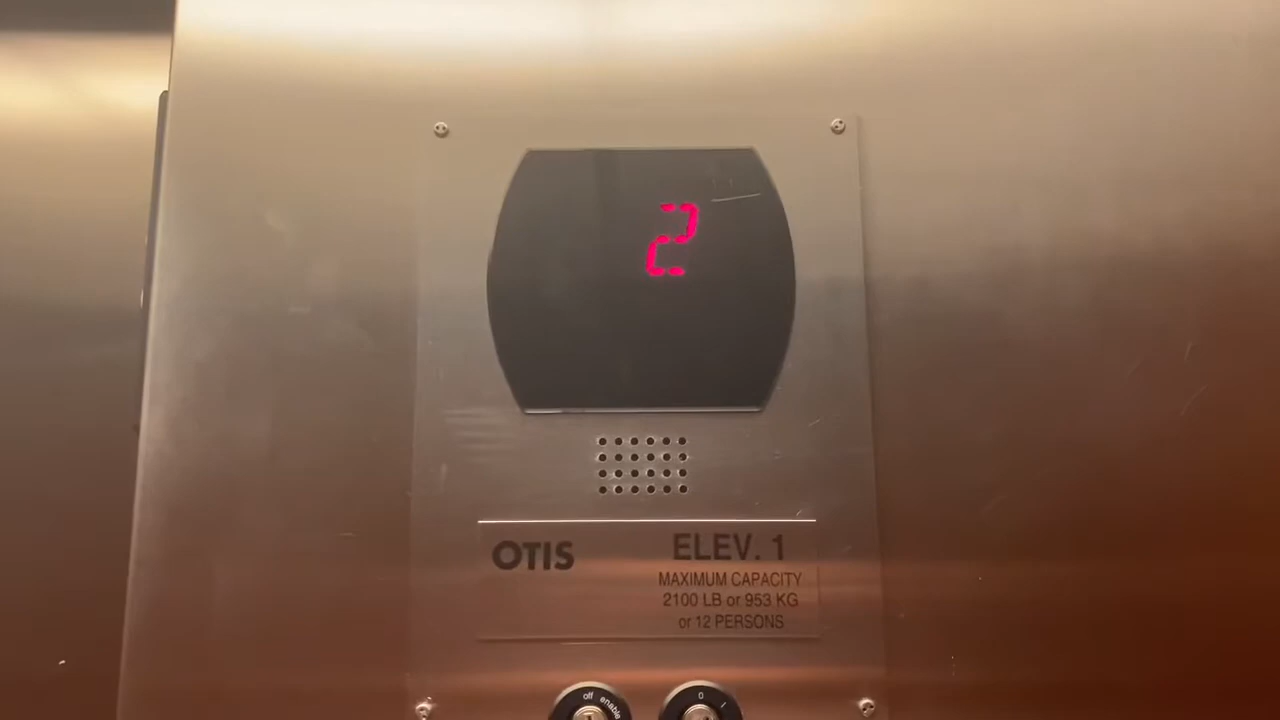 2
OTIS
ELEV. 1
MAXIMUM CAPACITY
2100 LB or 953 KG
or 12 PERSONS
off enable
0 I